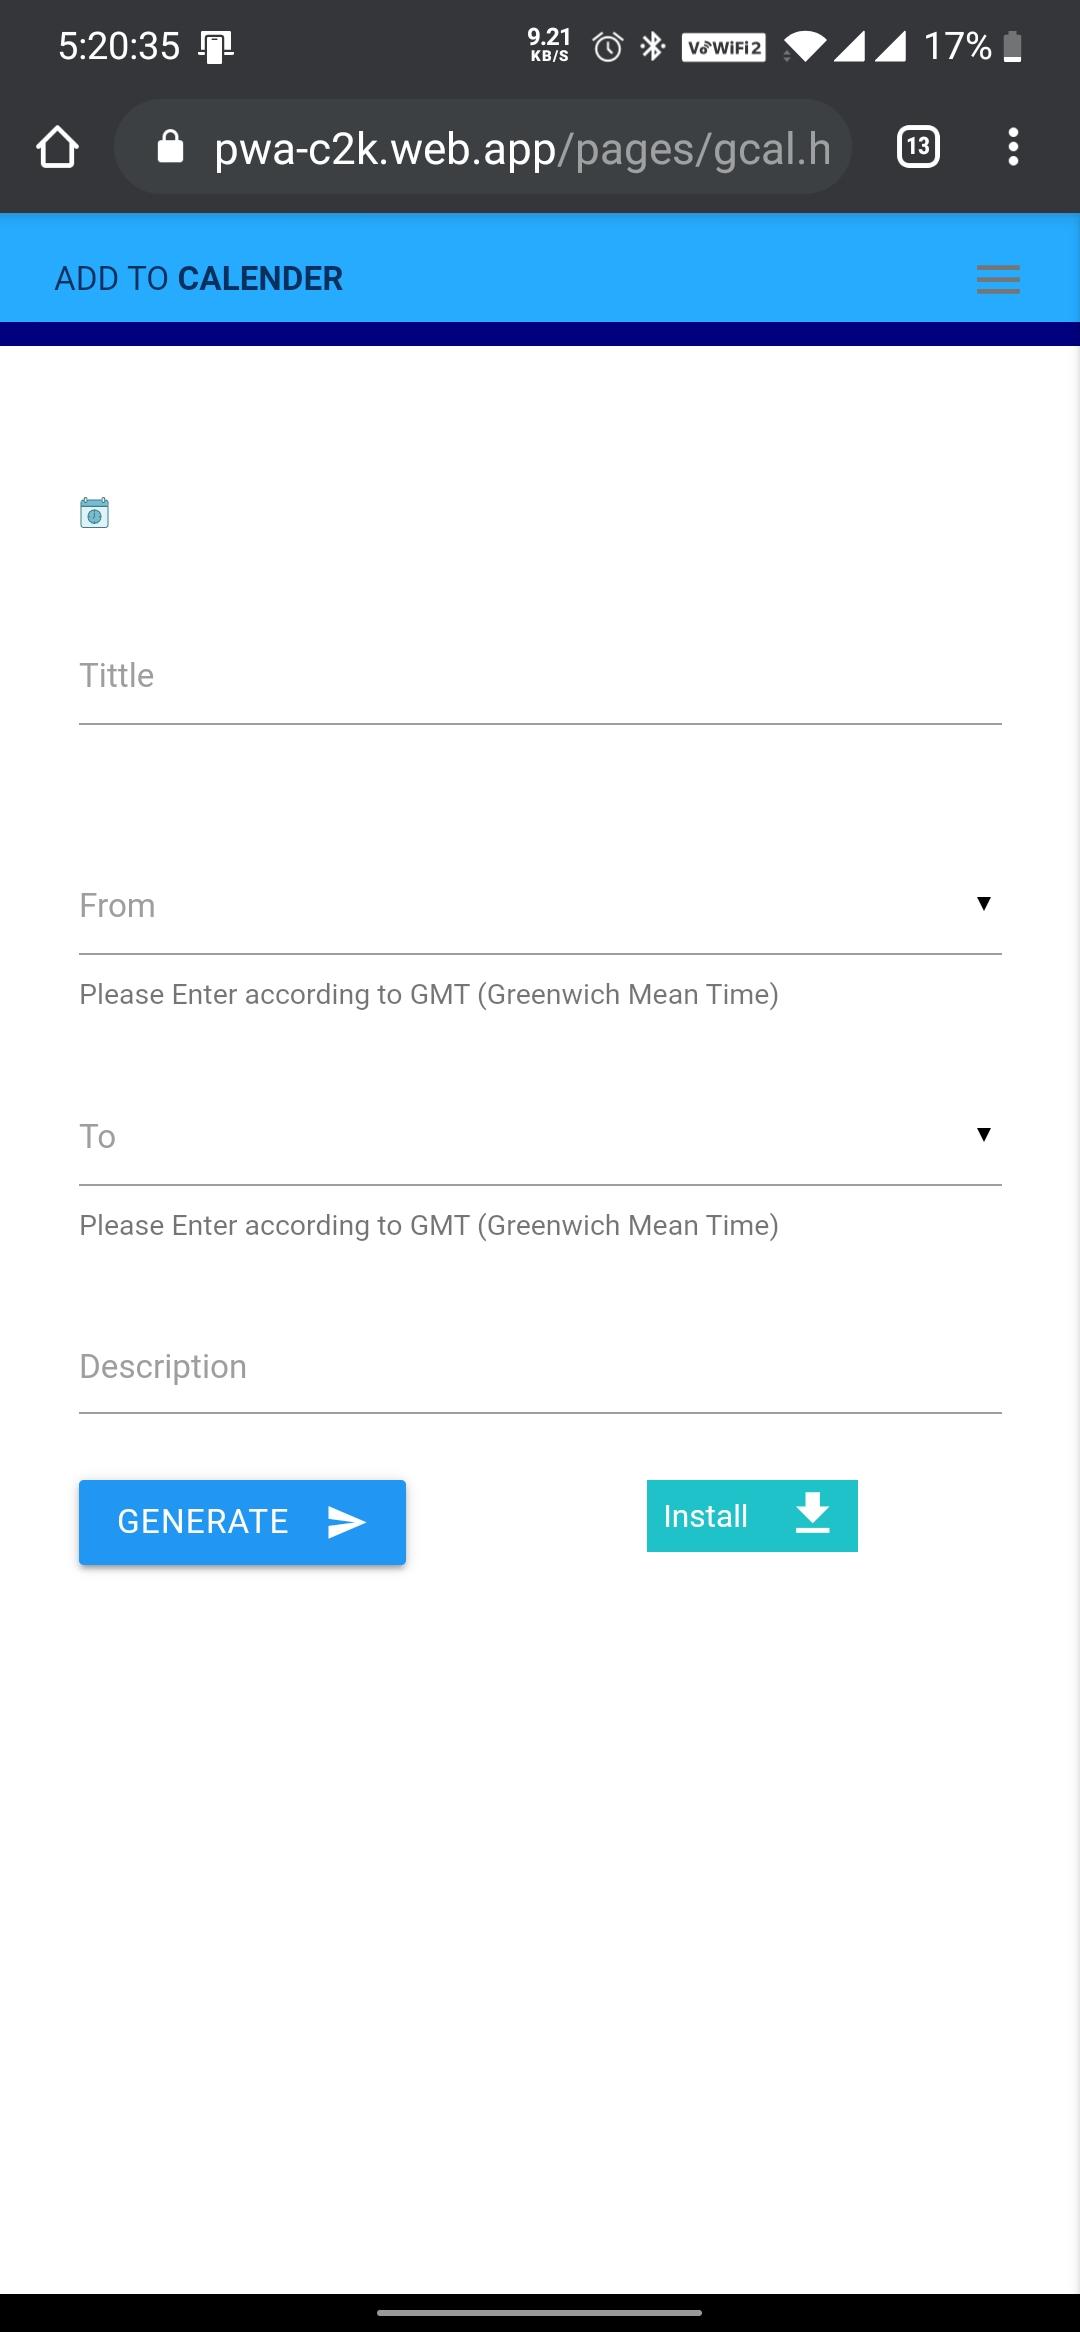 5:20:35 9.21 KB/S VoWiFi2 17%
pwa-c2k.web.app/pages/gcal.h 13
ADD TO CALENDER
Tittle
From ▼
Please Enter according to GMT (Greenwich Mean Time)
To ▼
Please Enter according to GMT (Greenwich Mean Time)
Description
GENERATE Install